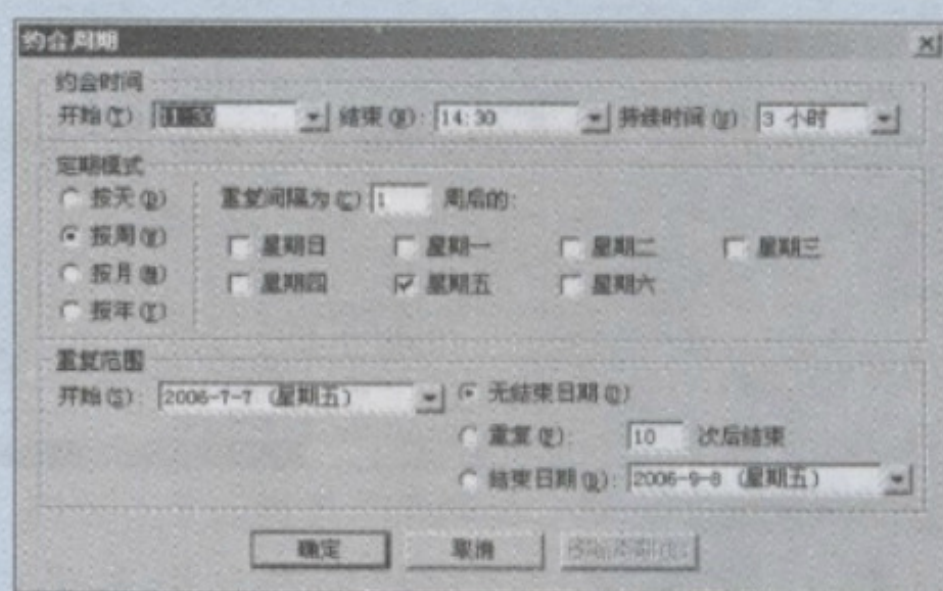 约会周期
约会时间
开始(T): 结束(N): 14:30 持续时间(U): 3 小时
定期模式
按天(D) 重复间隔为(C) 1 周后的:
按周(W) 星期日 星期一 星期二 星期三
按月(M) 星期四 星期五 星期六
按年(Y)
重复范围
开始(S): 2006-7-7 (星期五) 无结束日期(O)
重复(F): 10 次后结束
结束日期(B): 2006-9-8 (星期五)
确定 取消